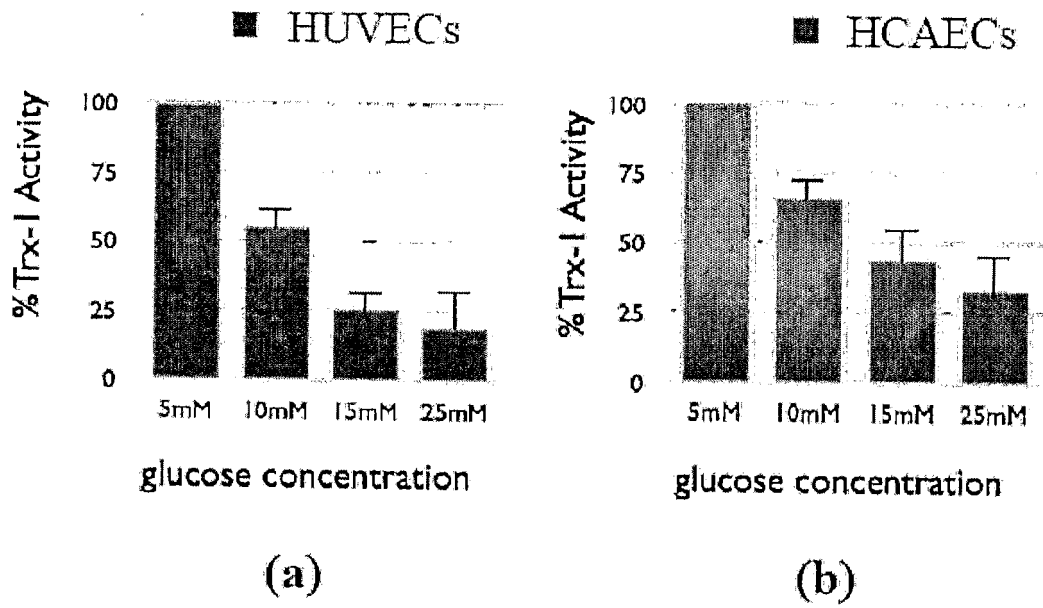 HUVECs
% Trx-1 Activity
100
75
50
25
0
5mM 10mM 15mM 25mM
glucose concentration
(a)
HCAECs
% Trx-1 Activity
100
75
50
25
0
5mM 10mM 15mM 25mM
glucose concentration
(b)